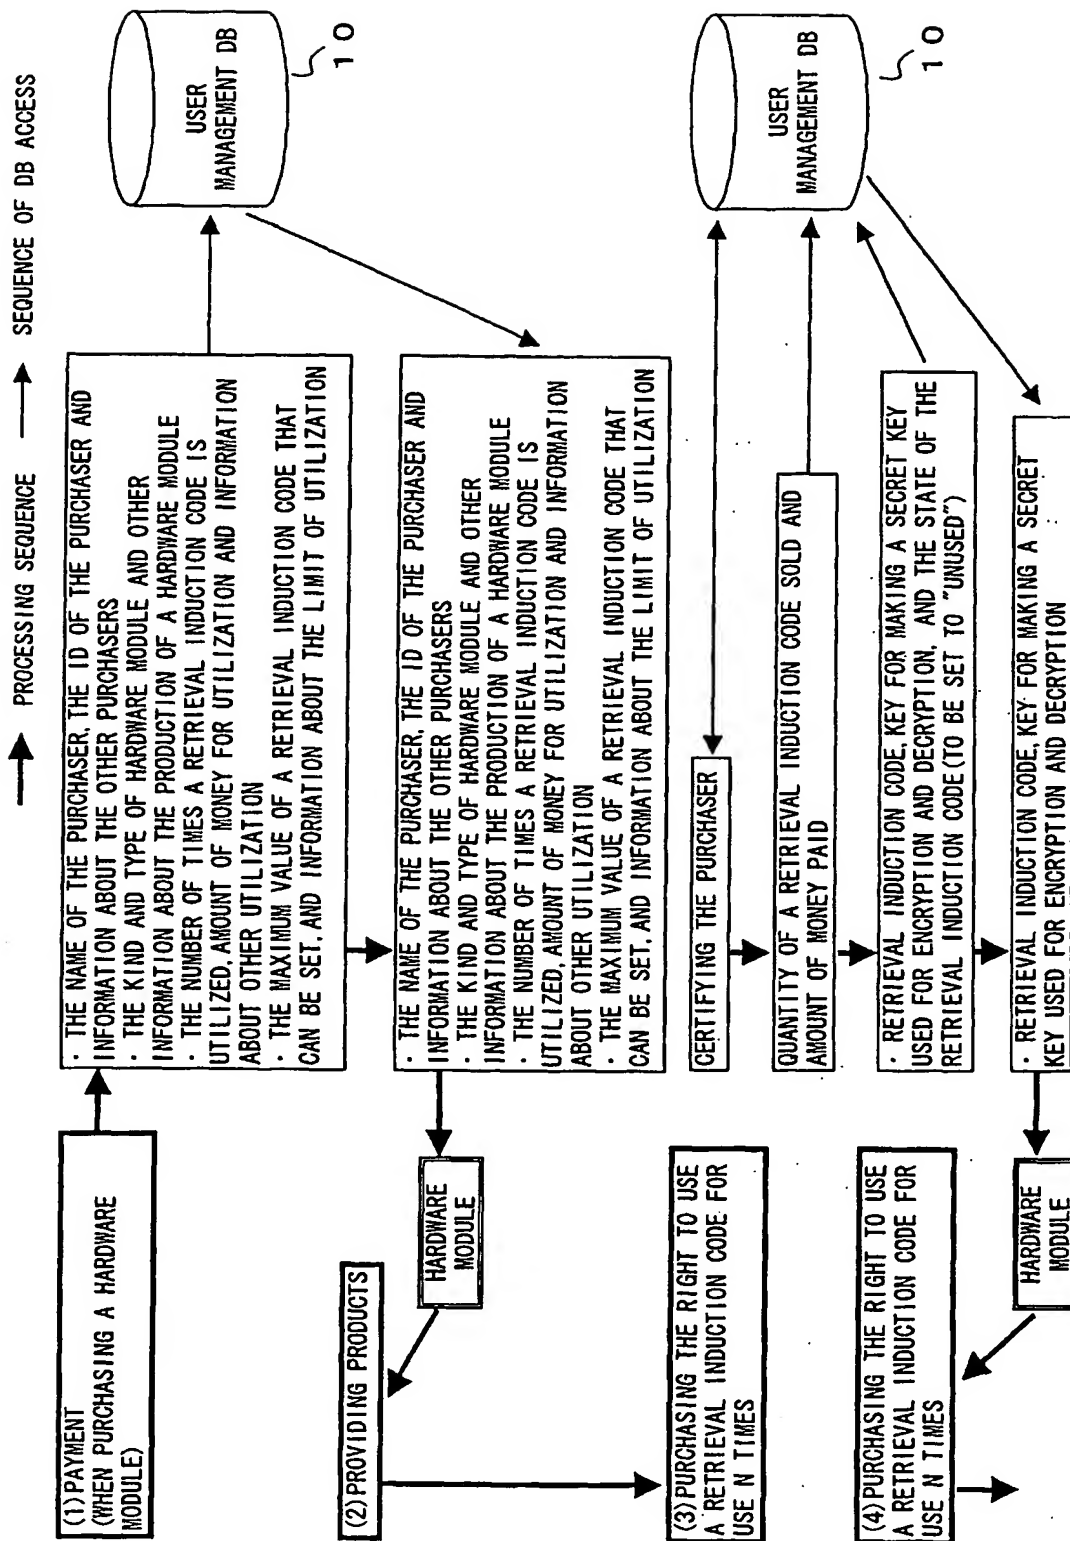 PROCESSING SEQUENCE
SEQUENCE OF DB ACCESS
(1)PAYMENT
(WHEN PURCHASING A HARDWARE
MODULE)
· THE NAME OF THE PURCHASER, THE ID OF THE PURCHASER AND
INFORMATION ABOUT THE OTHER PURCHASERS
· THE KIND AND TYPE OF HARDWARE MODULE AND OTHER
INFORMATION ABOUT THE PRODUCTION OF A HARDWARE MODULE
· THE NUMBER OF TIMES A RETRIEVAL INDUCTION CODE IS
UTILIZED, AMOUNT OF MONEY FOR UTILIZATION AND INFORMATION
ABOUT OTHER UTILIZATION
· THE MAXIMUM VALUE OF A RETRIEVAL INDUCTION CODE THAT
CAN BE SET, AND INFORMATION ABOUT THE LIMIT OF UTILIZATION
USER
MANAGEMENT DB
10
(2)PROVIDING PRODUCTS
HARDWARE
MODULE
· THE NAME OF THE PURCHASER, THE ID OF THE PURCHASER AND
INFORMATION ABOUT THE OTHER PURCHASERS
· THE KIND AND TYPE OF HARDWARE MODULE AND OTHER
INFORMATION ABOUT THE PRODUCTION OF A HARDWARE MODULE
· THE NUMBER OF TIMES A RETRIEVAL INDUCTION CODE IS
UTILIZED, AMOUNT OF MONEY FOR UTILIZATION AND INFORMATION
ABOUT OTHER UTILIZATION
· THE MAXIMUM VALUE OF A RETRIEVAL INDUCTION CODE THAT
CAN BE SET, AND INFORMATION ABOUT THE LIMIT OF UTILIZATION
(3)PURCHASING THE RIGHT TO USE
A RETRIEVAL INDUCTION CODE FOR
USE N TIMES
CERTIFYING THE PURCHASER
QUANTITY OF A RETRIEVAL INDUCTION CODE SOLD AND
AMOUNT OF MONEY PAID
USER
MANAGEMENT DB
10
· RETRIEVAL INDUCTION CODE, KEY FOR MAKING A SECRET KEY
USED FOR ENCRYPTION AND DECRYPTION, AND THE STATE OF THE
RETRIEVAL INDUCTION CODE(TO BE SET TO "UNUSED")
(4)PURCHASING THE RIGHT TO USE
A RETRIEVAL INDUCTION CODE FOR
USE N TIMES
HARDWARE
MODULE
· RETRIEVAL INDUCTION CODE, KEY FOR MAKING A SECRET
KEY USED FOR ENCRYPTION AND DECRYPTION